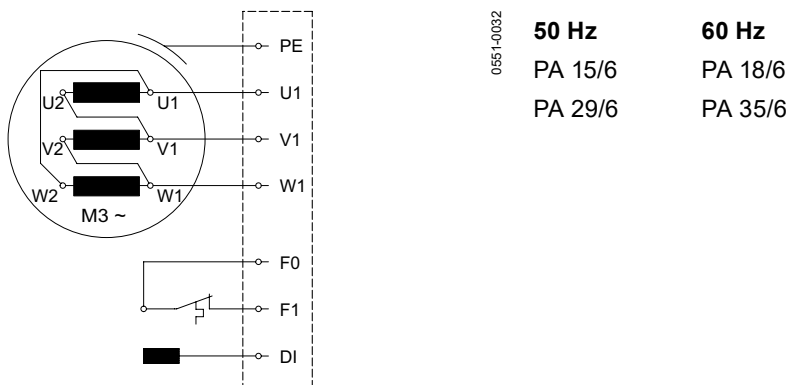 PE
U2 U1 U1
V2 V1 V1
W2 W1 W1
M3 ~
F0
F1
DI
0551-0032
50 Hz 60 Hz
PA 15/6 PA 18/6
PA 29/6 PA 35/6